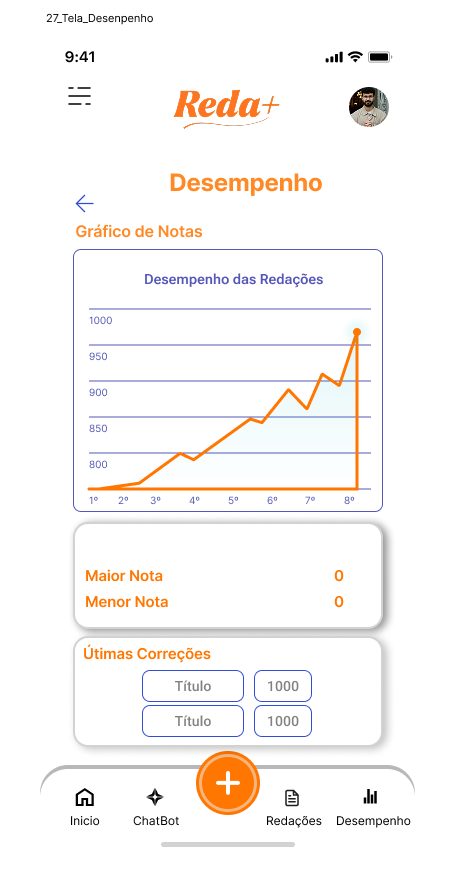 27_Tela_Desenpenho
9:41
Reda+
Desempenho
Gráfico de Notas
Desempenho das Redações
1000
950
900
850
800
1º 2º 3º 4º 5º 6º 7º 8º
Maior Nota 0
Menor Nota 0
Útimas Correções
Título 1000
Título 1000
Inicio ChatBot Redações Desempenho